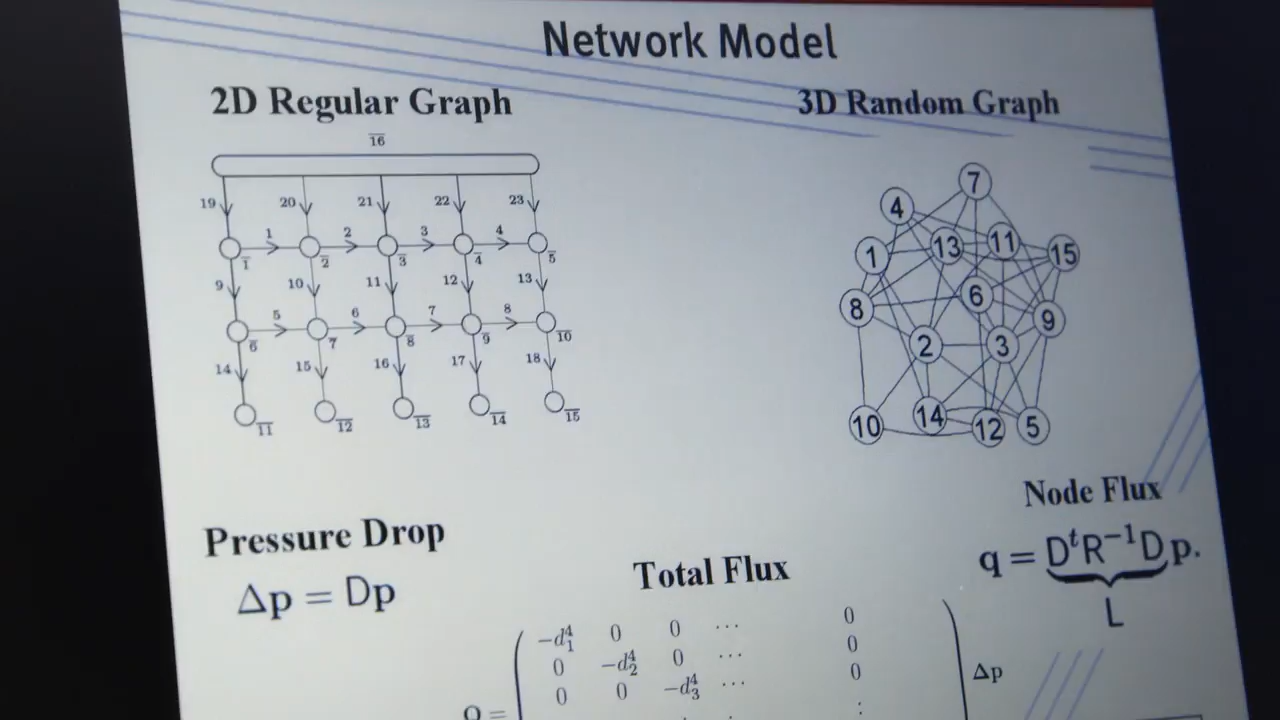 Network Model
2D Regular Graph
3D Random Graph
16
19 20 21 22 23
1 2 3 4
1 2 3 4 5
9 10 11 12 13
5 6 7 8
6 7 8 9 10
14 15 16 17 18
11 12 13 14 15
7
4
1 13 11 15
8 6 9
2 3
10 14 12 5
Pressure Drop
Δp = Dp
Total Flux
Node Flux
q = DᵗR⁻¹Dp.
L
−d₁⁴ 0 0 ⋯ 0
0 −d₂⁴ 0 ⋯ 0
0 0 −d₃⁴ ⋯ 0
Q = Δp